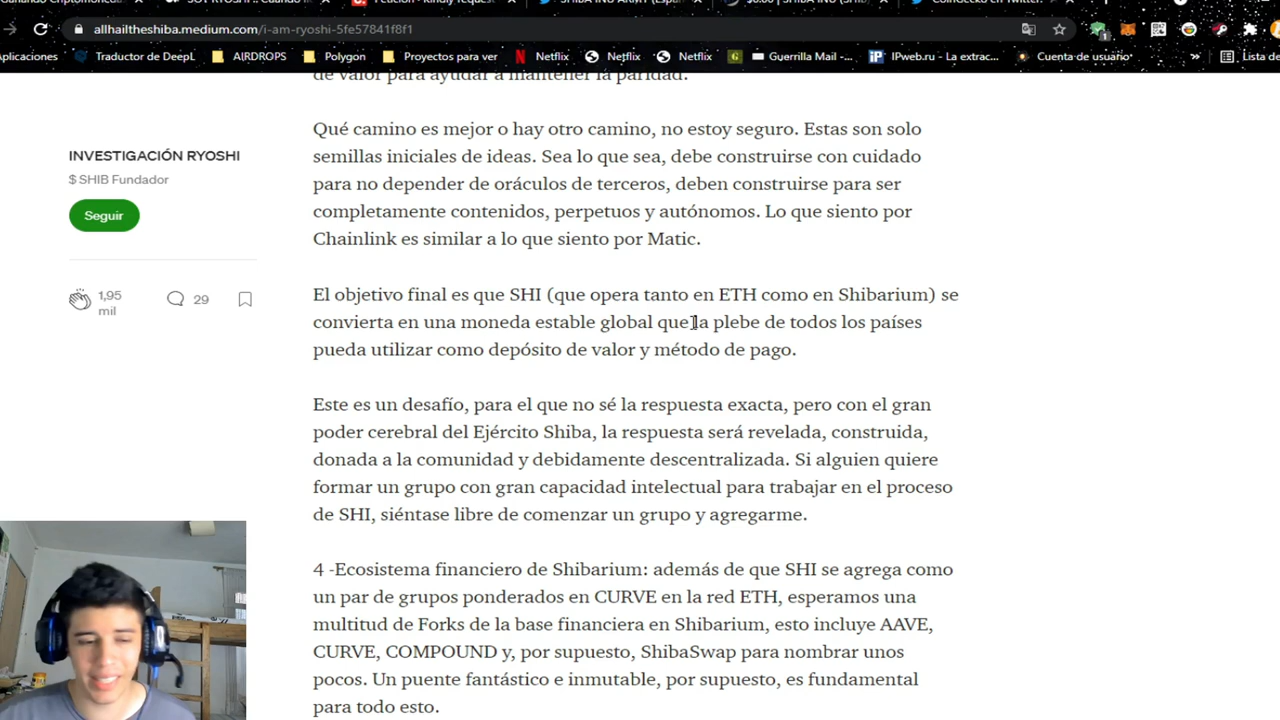 SHIBA INU ARMY (Espa
CoinGecko en Twitter:
allhailtheshiba.medium.com/i-am-ryoshi-5fe57841f8f1
plicaciones
Traductor de DeepL
AIRDROPS
Polygon
Proyectos para ver
Netflix
Netflix
Netflix
Guerrilla Mail -...
IPweb.ru - La extrac...
Cuenta de usuario
»
Lista de
de valor para ayudar a mantener la paridad.
INVESTIGACIÓN RYOSHI
$ SHIB Fundador
Seguir
1,95
mil
29
Qué camino es mejor o hay otro camino, no estoy seguro. Estas son solo
semillas iniciales de ideas. Sea lo que sea, debe construirse con cuidado
para no depender de oráculos de terceros, deben construirse para ser
completamente contenidos, perpetuos y autónomos. Lo que siento por
Chainlink es similar a lo que siento por Matic.
El objetivo final es que SHI (que opera tanto en ETH como en Shibarium) se
convierta en una moneda estable global que la plebe de todos los países
pueda utilizar como depósito de valor y método de pago.
Este es un desafío, para el que no sé la respuesta exacta, pero con el gran
poder cerebral del Ejército Shiba, la respuesta será revelada, construida,
donada a la comunidad y debidamente descentralizada. Si alguien quiere
formar un grupo con gran capacidad intelectual para trabajar en el proceso
de SHI, siéntase libre de comenzar un grupo y agregarme.
4 -Ecosistema financiero de Shibarium: además de que SHI se agrega como
un par de grupos ponderados en CURVE en la red ETH, esperamos una
multitud de Forks de la base financiera en Shibarium, esto incluye AAVE,
CURVE, COMPOUND y, por supuesto, ShibaSwap para nombrar unos
pocos. Un puente fantástico e inmutable, por supuesto, es fundamental
para todo esto.